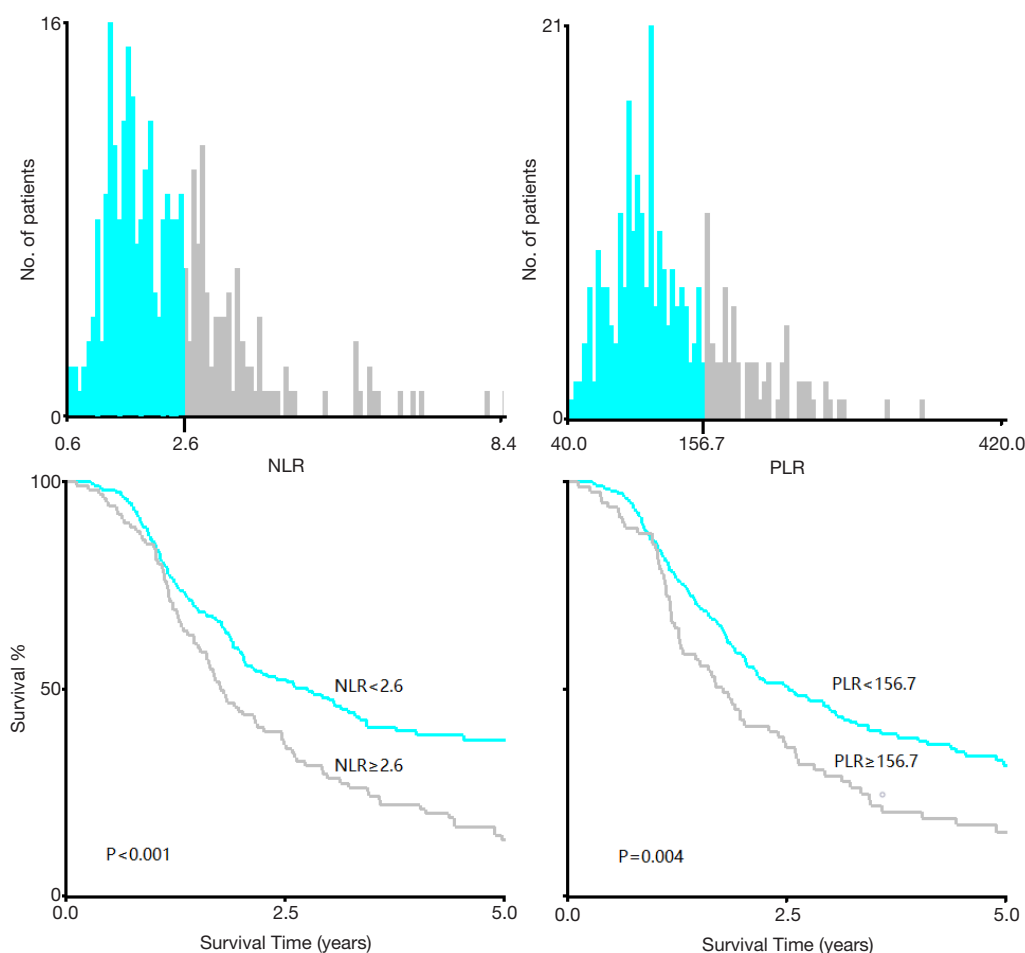 16
No. of patients
0
0.6
2.6
8.4
NLR
21
No. of patients
0
40.0
156.7
420.0
PLR
100
Survival %
50
0
NLR<2.6
NLR≥2.6
P<0.001
0.0
2.5
5.0
Survival Time (years)
PLR<156.7
PLR≥156.7
P=0.004
0.0
2.5
5.0
Survival Time (years)